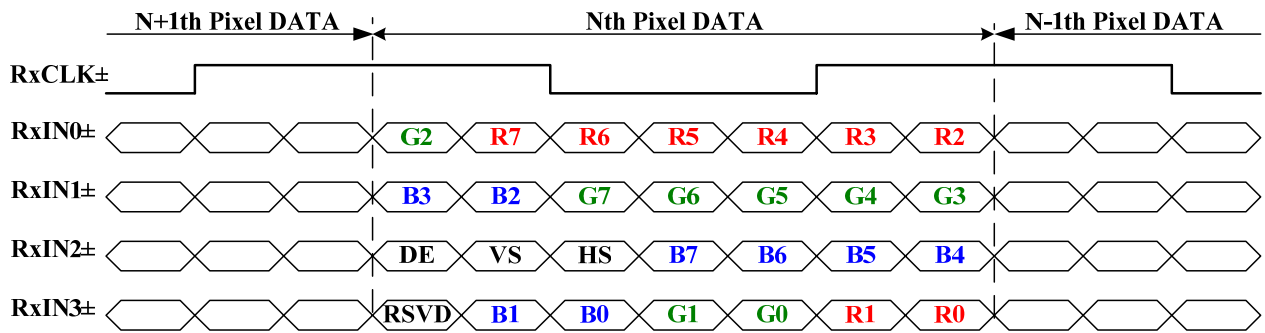 N+1th Pixel DATA Nth Pixel DATA N-1th Pixel DATA
RxCLK±
RxIN0± G2 R7 R6 R5 R4 R3 R2
RxIN1± B3 B2 G7 G6 G5 G4 G3
RxIN2± DE VS HS B7 B6 B5 B4
RxIN3± RSVD B1 B0 G1 G0 R1 R0